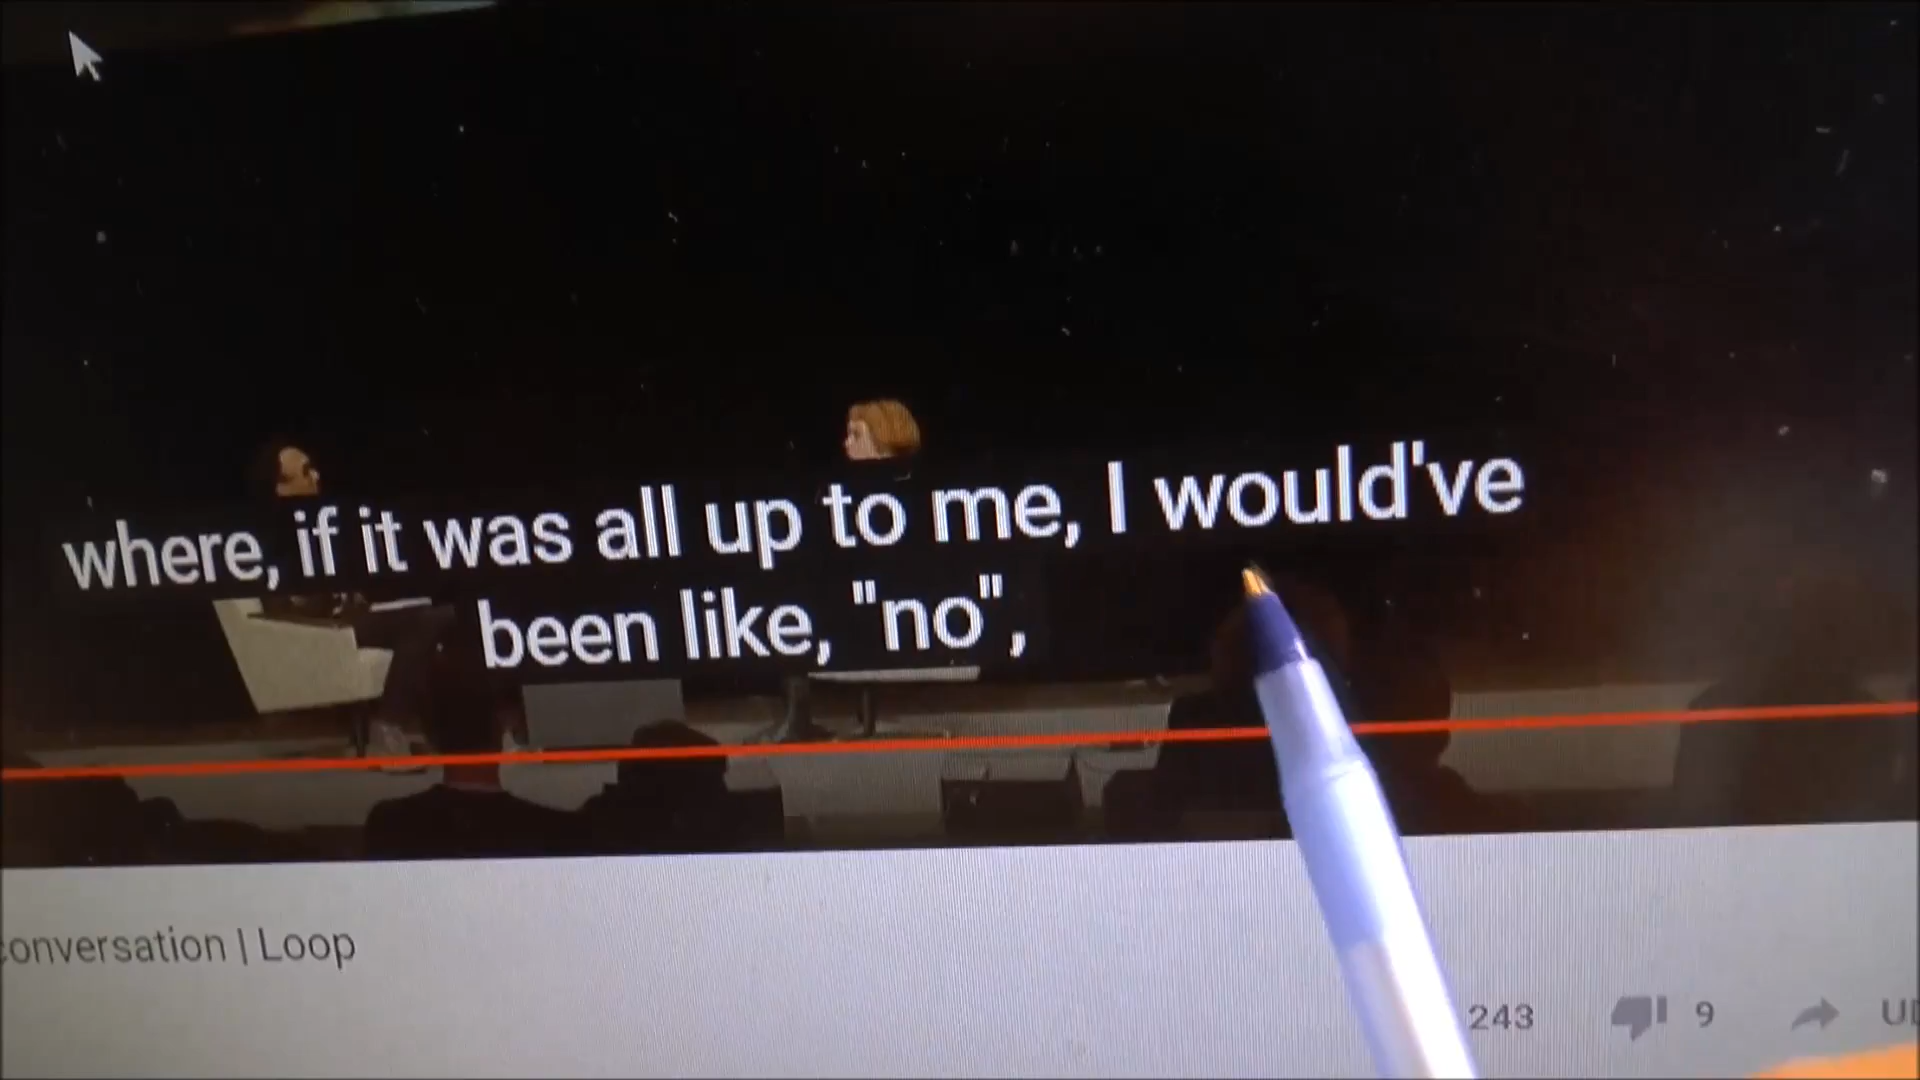 where, if it was all up to me, I would've
been like, "no",
conversation | Loop
243
9